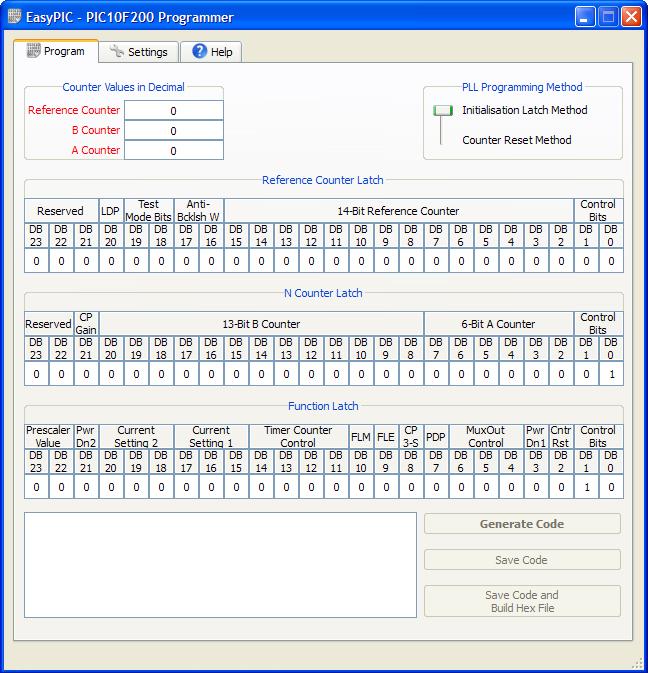 EasyPIC - PIC10F200 Programmer
Program Settings Help
Counter Values in Decimal
Reference Counter 0
B Counter 0
A Counter 0
PLL Programming Method
Initialisation Latch Method
Counter Reset Method
Reference Counter Latch
Reserved LDP Test Mode Bits Anti-Bcklsh W 14-Bit Reference Counter Control Bits
DB DB DB DB DB DB DB DB DB DB DB DB DB DB DB DB DB DB DB DB DB DB DB DB
23 22 21 20 19 18 17 16 15 14 13 12 11 10 9 8 7 6 5 4 3 2 1 0
0 0 0 0 0 0 0 0 0 0 0 0 0 0 0 0 0 0 0 0 0 0 0 0
N Counter Latch
Reserved CP Gain 13-Bit B Counter 6-Bit A Counter Control Bits
DB DB DB DB DB DB DB DB DB DB DB DB DB DB DB DB DB DB DB DB DB DB DB DB
23 22 21 20 19 18 17 16 15 14 13 12 11 10 9 8 7 6 5 4 3 2 1 0
0 0 0 0 0 0 0 0 0 0 0 0 0 0 0 0 0 0 0 0 0 0 0 1
Function Latch
Prescaler Value Pwr Dn2 Current Setting 2 Current Setting 1 Timer Counter Control FLM FLE CP 3-S PDP MuxOut Control Pwr Dn1 Cntr Rst Control Bits
DB DB DB DB DB DB DB DB DB DB DB DB DB DB DB DB DB DB DB DB DB DB DB DB
23 22 21 20 19 18 17 16 15 14 13 12 11 10 9 8 7 6 5 4 3 2 1 0
0 0 0 0 0 0 0 0 0 0 0 0 0 0 0 0 0 0 0 0 0 0 1 0
Generate Code
Save Code
Save Code and
Build Hex File